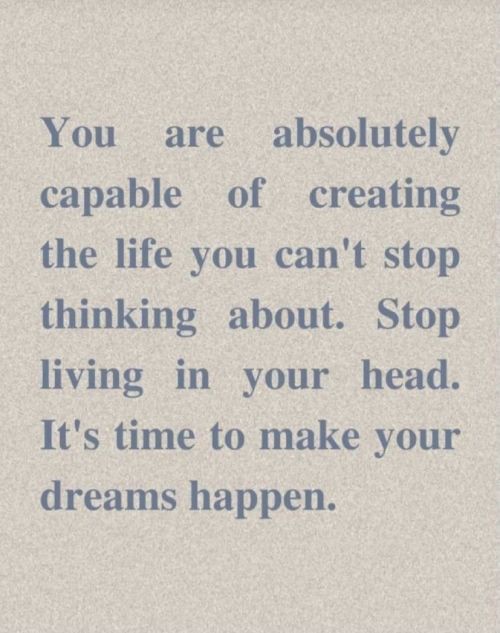 You are absolutely
capable of creating
the life you can't stop
thinking about. Stop
living in your head.
It's time to make your
dreams happen.